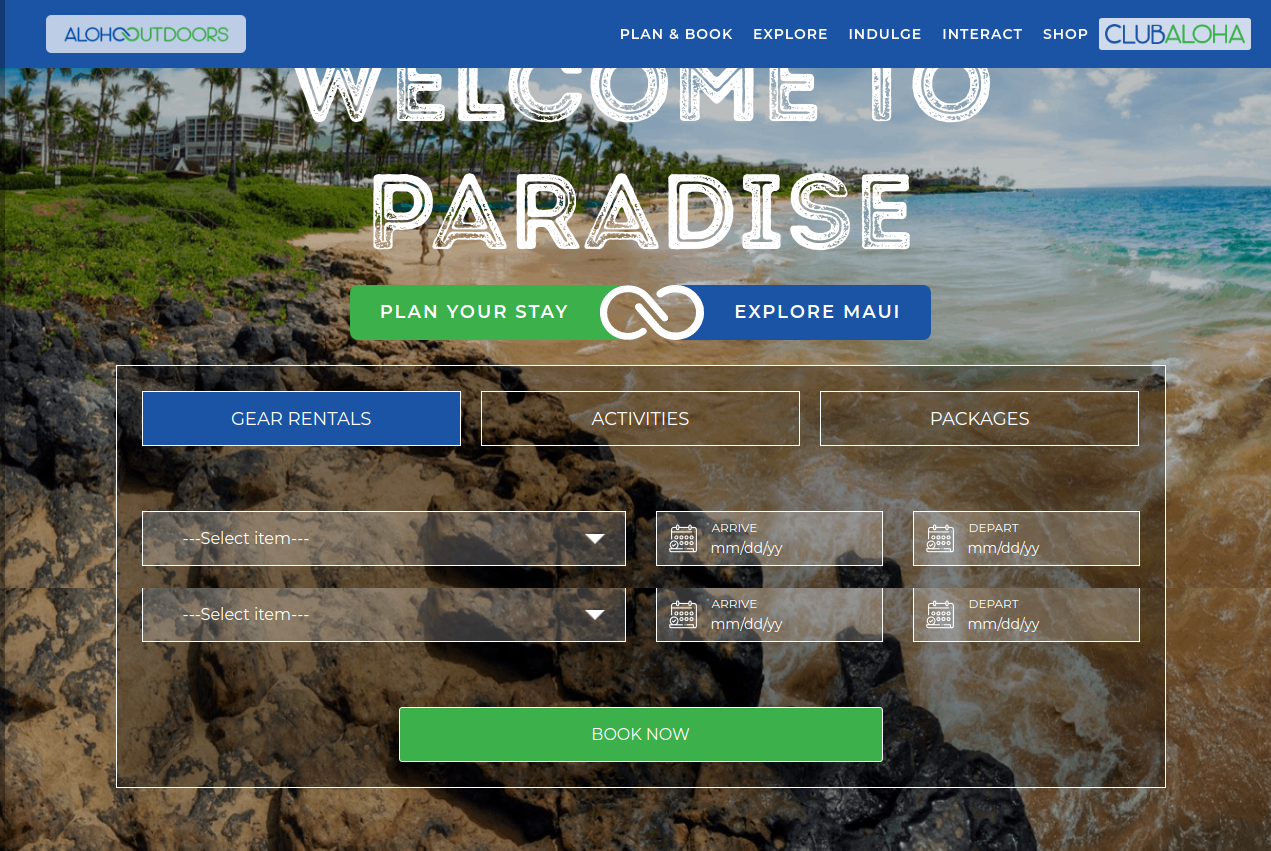 ALOHOOUTDOORS
PLAN & BOOK EXPLORE INDULGE INTERACT SHOP CLUBALOHA
WELCOME TO
PARADISE
PLAN YOUR STAY EXPLORE MAUI
GEAR RENTALS ACTIVITIES PACKAGES
---Select item--- ARRIVE mm/dd/yy DEPART mm/dd/yy
---Select item--- ARRIVE mm/dd/yy DEPART mm/dd/yy
BOOK NOW